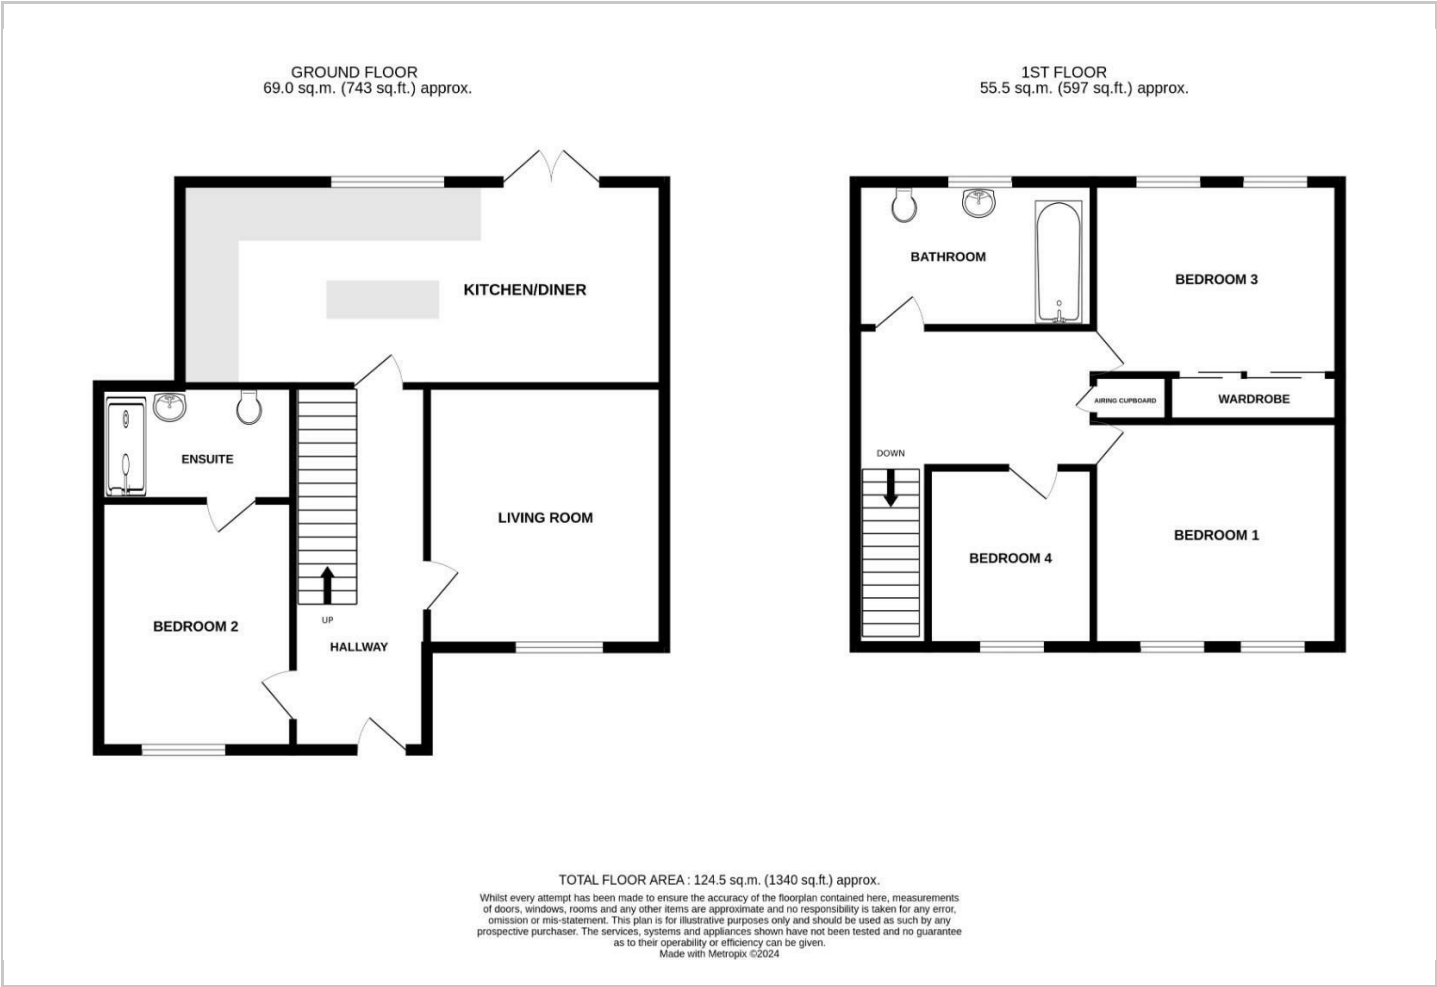 GROUND FLOOR
69.0 sq.m. (743 sq.ft.) approx.
KITCHEN/DINER
ENSUITE
LIVING ROOM
BEDROOM 2
UP
HALLWAY
1ST FLOOR
55.5 sq.m. (597 sq.ft.) approx.
BATHROOM
BEDROOM 3
AIRING CUPBOARD
WARDROBE
DOWN
BEDROOM 1
BEDROOM 4
TOTAL FLOOR AREA : 124.5 sq.m. (1340 sq.ft.) approx.
Whilst every attempt has been made to ensure the accuracy of the floorplan contained here, measurements
of doors, windows, rooms and any other items are approximate and no responsibility is taken for any error,
omission or mis-statement. This plan is for illustrative purposes only and should be used as such by any
prospective purchaser. The services, systems and appliances shown have not been tested and no guarantee
as to their operability or efficiency can be given.
Made with Metropix ©2024